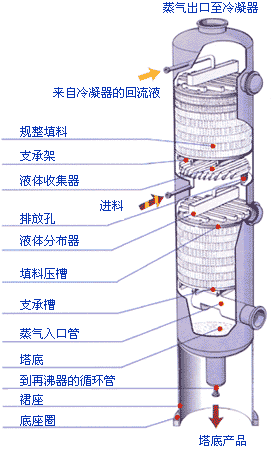 蒸气出口至冷凝器
来自冷凝器的回流液
规整填料
支承架
液体收集器
进料
排放孔
液体分布器
填料压槽
支承槽
蒸气入口管
塔底
到再沸器的循环管
裙座
底座圈
塔底产品